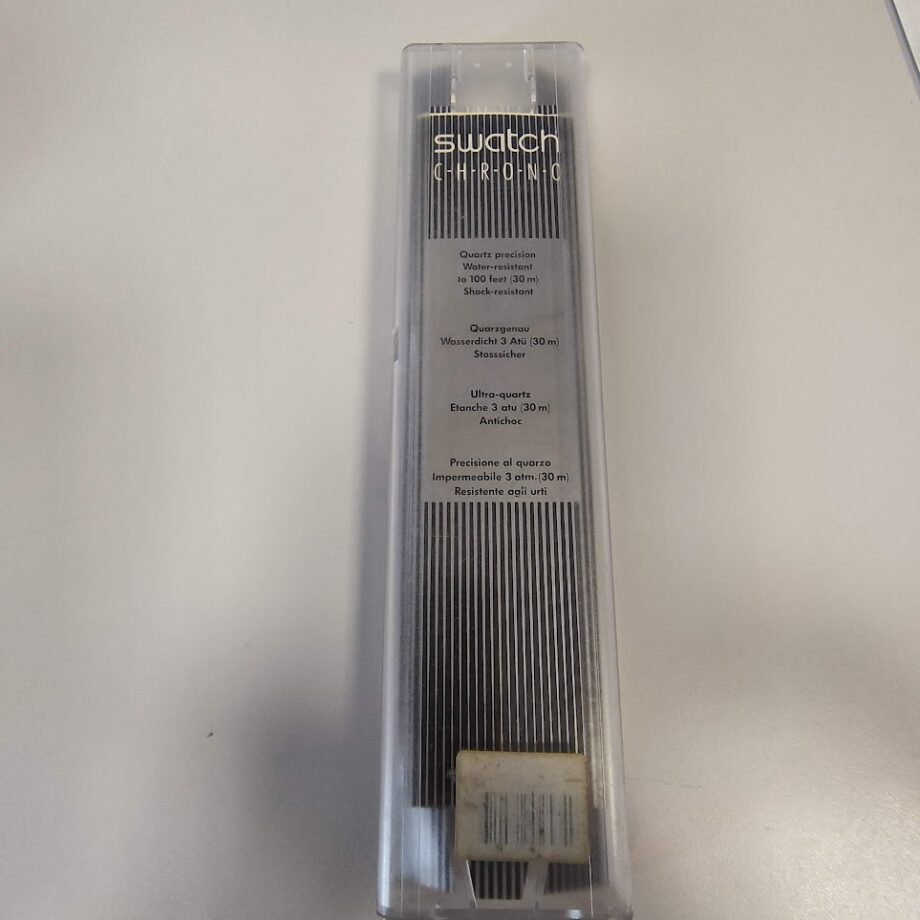 swatch
C-H-R-O-N-O
Quartz precision
Water-resistant
to 100 feet (30 m)
Shock-resistant
Quarzgenau
Wasserdicht 3 Atü (30 m)
Stosssicher
Ultra-quartz
Etanche 3 atu (30 m)
Antichoc
Precisione al quarzo
Impermeabile 3 atm. (30 m)
Resistente agli urti